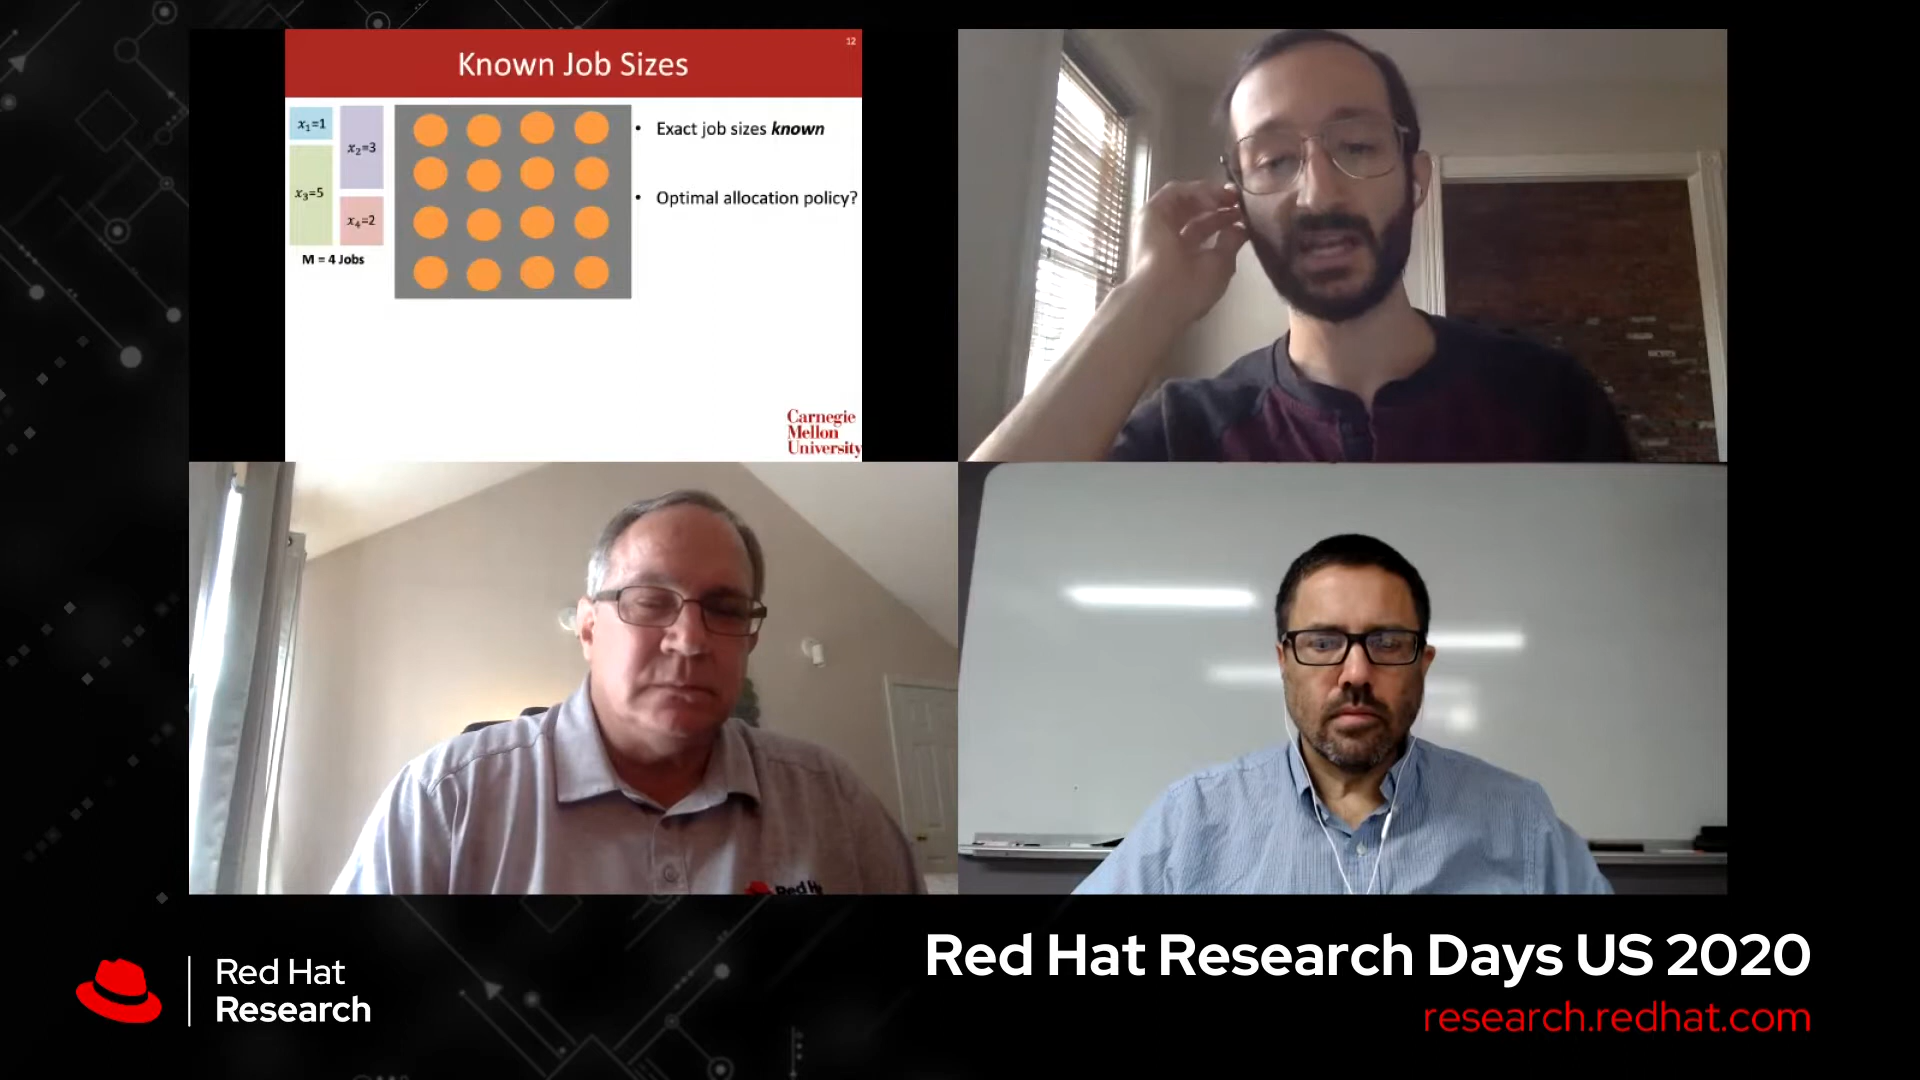 Known Job Sizes
12
x₁=1
x₂=3
x₃=5
x₄=2
M = 4 Jobs
• Exact job sizes known
• Optimal allocation policy?
Carnegie
Mellon
University
Red H
Red Hat
Research
Red Hat Research Days US 2020
research.redhat.com